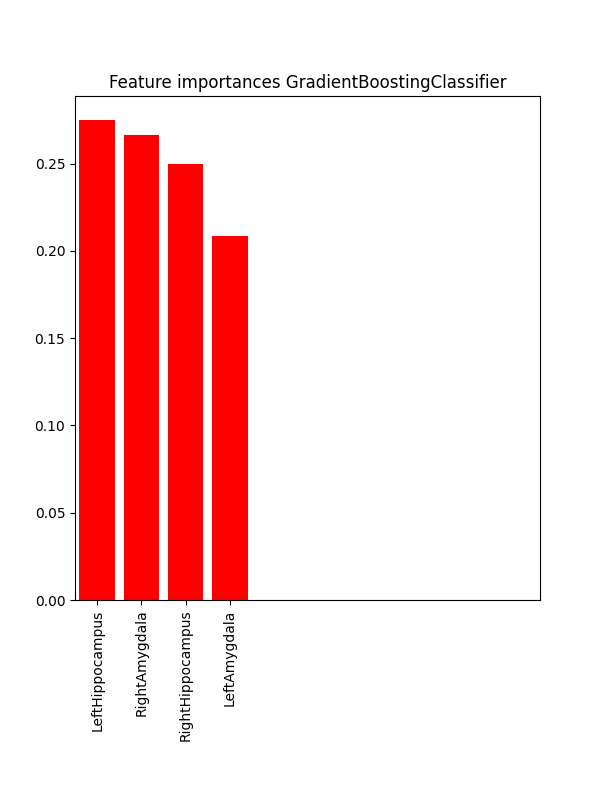 Feature importances GradientBoostingClassifier
0.25
0.20
0.15
0.10
0.05
0.00
LeftHippocampus
RightAmygdala
RightHippocampus
LeftAmygdala